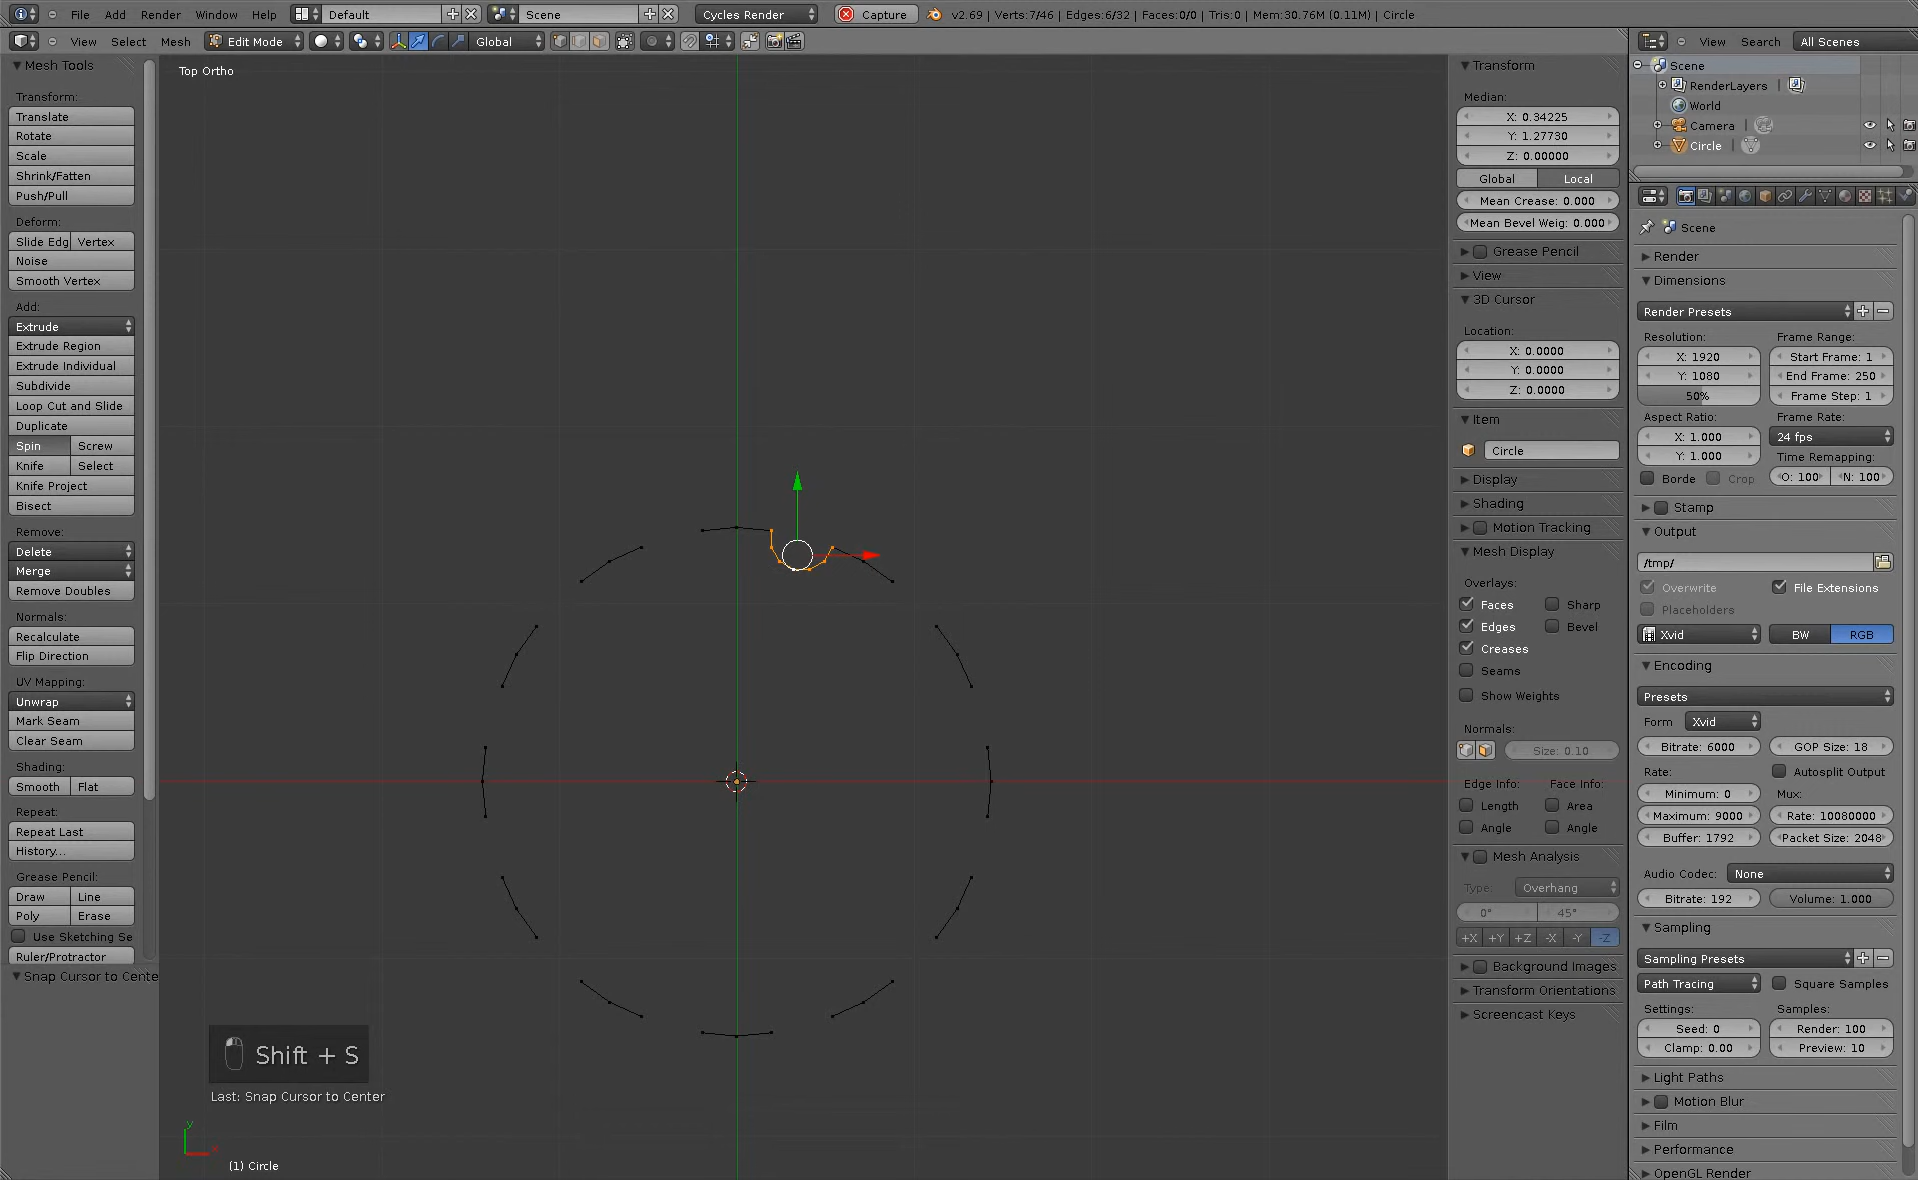 File Add Render Window Help Default Scene Cycles Render Capture v2.69 | Verts:7/46 | Edges:6/32 | Faces:0/0 | Tris:0 | Mem:30.76M (0.11M) | Circle
View Select Mesh Edit Mode Global
View Search All Scenes
Mesh Tools
Transform:
Translate
Rotate
Scale
Shrink/Fatten
Push/Pull
Deform:
Slide Edg Vertex
Noise
Smooth Vertex
Add:
Extrude
Extrude Region
Extrude Individual
Subdivide
Loop Cut and Slide
Duplicate
Spin Screw
Knife Select
Knife Project
Bisect
Remove:
Delete
Merge
Remove Doubles
Normals:
Recalculate
Flip Direction
UV Mapping:
Unwrap
Mark Seam
Clear Seam
Shading:
Smooth Flat
Repeat:
Repeat Last
History...
Grease Pencil:
Draw Line
Poly Erase
Use Sketching Se
Ruler/Protractor
Snap Cursor to Cente
Top Ortho
Shift + S
Last: Snap Cursor to Center
y
x
(1) Circle
Transform
Median:
X: 0.34225
Y: 1.27730
Z: 0.00000
Global Local
Mean Crease: 0.000
Mean Bevel Weig: 0.000
Grease Pencil
View
3D Cursor
Location:
X: 0.0000
Y: 0.0000
Z: 0.0000
Item
Circle
Display
Shading
Motion Tracking
Mesh Display
Overlays:
Faces Sharp
Edges Bevel
Creases
Seams
Show Weights
Normals:
Size: 0.10
Edge Info: Face Info:
Length Area
Angle Angle
Mesh Analysis
Type: Overhang
0° 45°
+X +Y +Z -X -Y -Z
Background Images
Transform Orientations
Screencast Keys
Scene
RenderLayers |
World
Camera |
Circle |
Scene
Render
Dimensions
Render Presets
Resolution: Frame Range:
X: 1920 Start Frame: 1
Y: 1080 End Frame: 250
50% Frame Step: 1
Aspect Ratio: Frame Rate:
X: 1.000 24 fps
Y: 1.000 Time Remapping:
Borde Crop O: 100 N: 100
Stamp
Output
/tmp/
Overwrite File Extensions
Placeholders
Xvid BW RGB
Encoding
Presets
Form Xvid
Bitrate: 6000 GOP Size: 18
Rate: Autosplit Output
Minimum: 0 Mux:
Maximum: 9000 Rate: 10080000
Buffer: 1792 Packet Size: 2048
Audio Codec: None
Bitrate: 192 Volume: 1.000
Sampling
Sampling Presets
Path Tracing Square Samples
Settings: Samples:
Seed: 0 Render: 100
Clamp: 0.00 Preview: 10
Light Paths
Motion Blur
Film
Performance
OpenGL Render